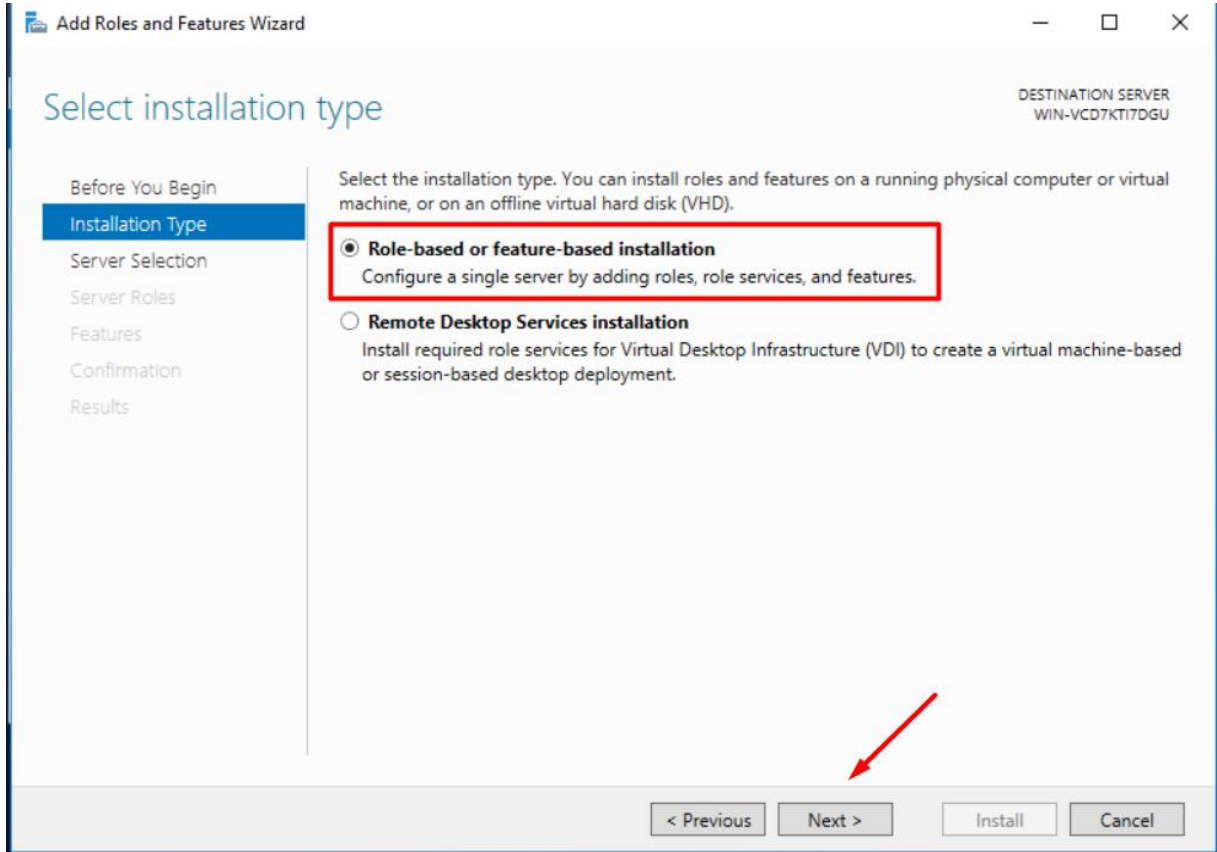 Add Roles and Features Wizard
Select installation type
DESTINATION SERVER
WIN-VCD7KTI7DGU
Before You Begin
Installation Type
Server Selection
Server Roles
Features
Confirmation
Results
Select the installation type. You can install roles and features on a running physical computer or virtual
machine, or on an offline virtual hard disk (VHD).
Role-based or feature-based installation
Configure a single server by adding roles, role services, and features.
Remote Desktop Services installation
Install required role services for Virtual Desktop Infrastructure (VDI) to create a virtual machine-based
or session-based desktop deployment.
< Previous
Next >
Install
Cancel